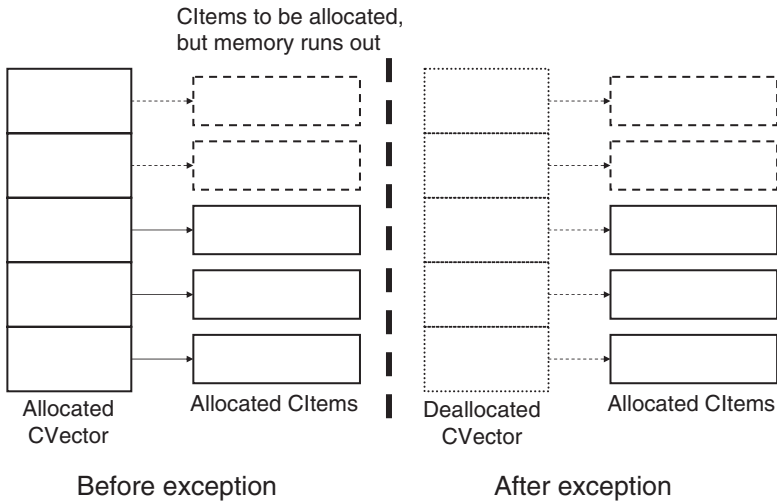 CItems to be allocated,
but memory runs out
Allocated
CVector
Allocated CItems
Deallocated
CVector
Allocated CItems
Before exception
After exception